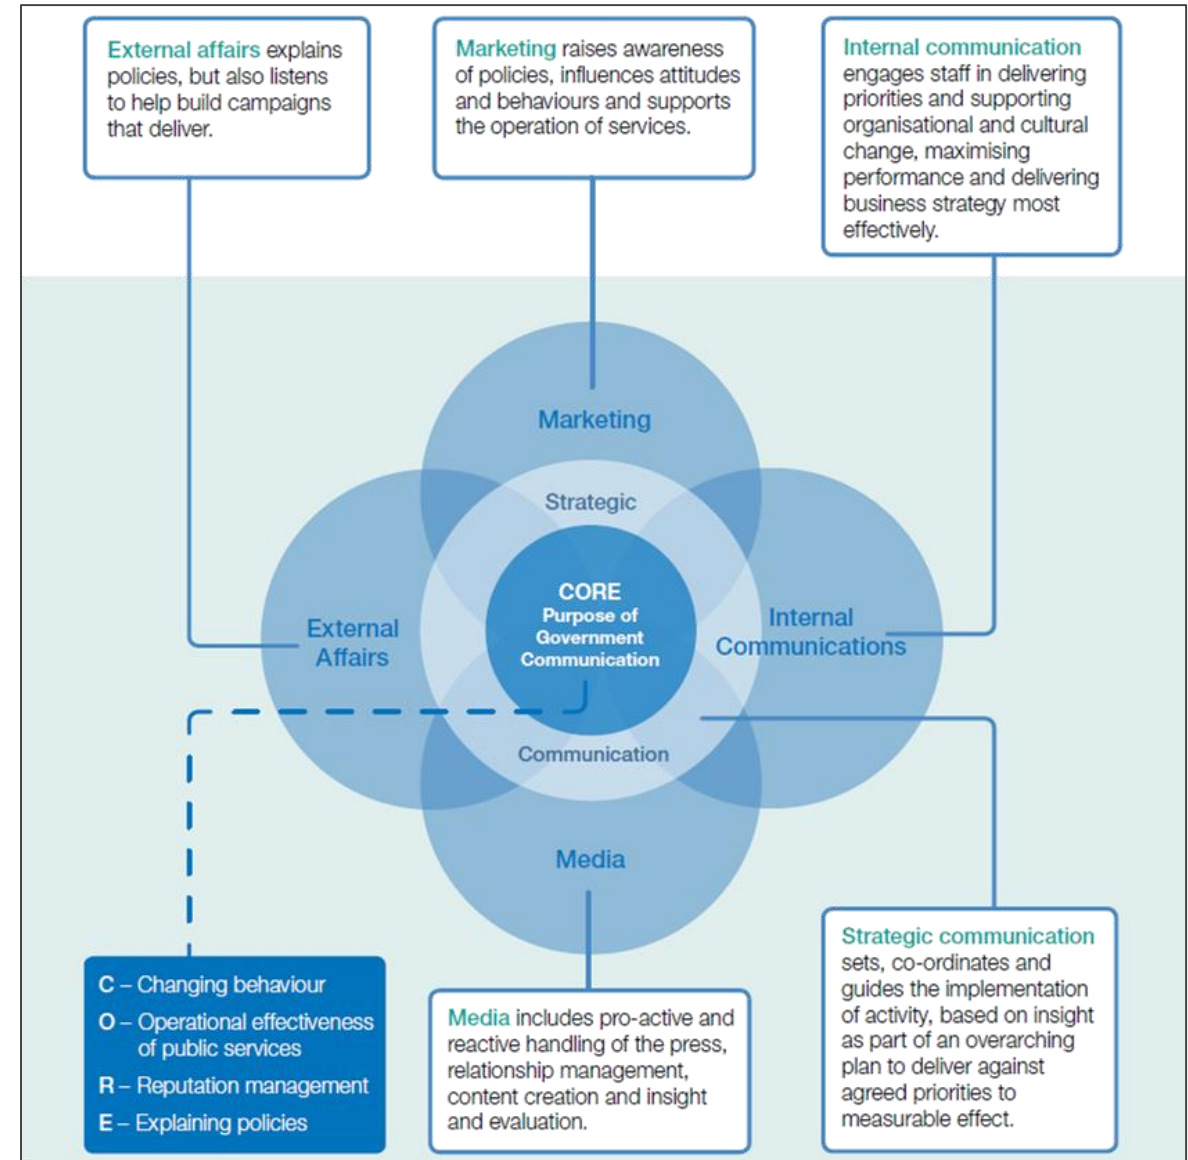 External affairs explains
policies, but also listens
to help build campaigns
that deliver.
Marketing raises awareness
of policies, influences attitudes
and behaviours and supports
the operation of services.
Internal communication
engages staff in delivering
priorities and supporting
organisational and cultural
change, maximising
performance and delivering
business strategy most
effectively.
Marketing
Strategic
CORE
Purpose of
Government
Communication
External
Affairs
Internal
Communications
Communication
Media
C – Changing behaviour
O – Operational effectiveness
of public services
R – Reputation management
E – Explaining policies
Media includes pro-active and
reactive handling of the press,
relationship management,
content creation and insight
and evaluation.
Strategic communication
sets, co-ordinates and
guides the implementation
of activity, based on insight
as part of an overarching
plan to deliver against
agreed priorities to
measurable effect.